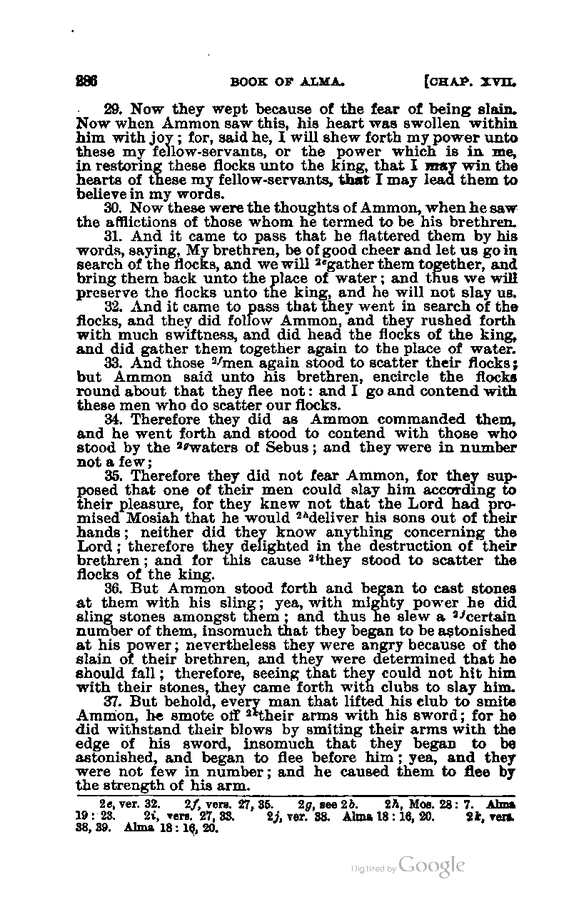 286 BOOK OF ALMA. [CHAP. XVII.
29. Now they wept because of the fear of being slain.
Now when Ammon saw this, his heart was swollen within
him with joy; for, said he, I will shew forth my power unto
these my fellow-servants, or the power which is in me,
in restoring these flocks unto the king, that I may win the
hearts of these my fellow-servants, that I may lead them to
believe in my words.
30. Now these were the thoughts of Ammon, when he saw
the afflictions of those whom he termed to be his brethren.
31. And it came to pass that he flattered them by his
words, saying, My brethren, be of good cheer and let us go in
search of the flocks, and we will 2egather them together, and
bring them back unto the place of water; and thus we will
preserve the flocks unto the king, and he will not slay us.
32. And it came to pass that they went in search of the
flocks, and they did follow Ammon, and they rushed forth
with much swiftness, and did head the flocks of the king,
and did gather them together again to the place of water.
33. And those 2fmen again stood to scatter their flocks;
but Ammon said unto his brethren, encircle the flocks
round about that they flee not: and I go and contend with
these men who do scatter our flocks.
34. Therefore they did as Ammon commanded them,
and he went forth and stood to contend with those who
stood by the 2gwaters of Sebus; and they were in number
not a few;
35. Therefore they did not fear Ammon, for they sup-
posed that one of their men could slay him according to
their pleasure, for they knew not that the Lord had pro-
mised Mosiah that he would 2hdeliver his sons out of their
hands; neither did they know anything concerning the
Lord; therefore they delighted in the destruction of their
brethren; and for this cause 2ithey stood to scatter the
flocks of the king.
36. But Ammon stood forth and began to cast stones
at them with his sling; yea, with mighty power he did
sling stones amongst them; and thus he slew a 2jcertain
number of them, insomuch that they began to be astonished
at his power; nevertheless they were angry because of the
slain of their brethren, and they were determined that he
should fall; therefore, seeing that they could not hit him
with their stones, they came forth with clubs to slay him.
37. But behold, every man that lifted his club to smite
Ammon, he smote off 2ktheir arms with his sword; for he
did withstand their blows by smiting their arms with the
edge of his sword, insomuch that they began to be
astonished, and began to flee before him; yea, and they
were not few in number; and he caused them to flee by
the strength of his arm.
2e, ver. 32. 2f, vers. 27, 35. 2g, see 2b. 2h, Mos. 28: 7. Alma
19: 23. 2i, vers. 27, 33. 2j, ver. 38. Alma 18: 16, 20. 2k, vers.
38, 39. Alma 18: 16, 20.
Digitized by Google